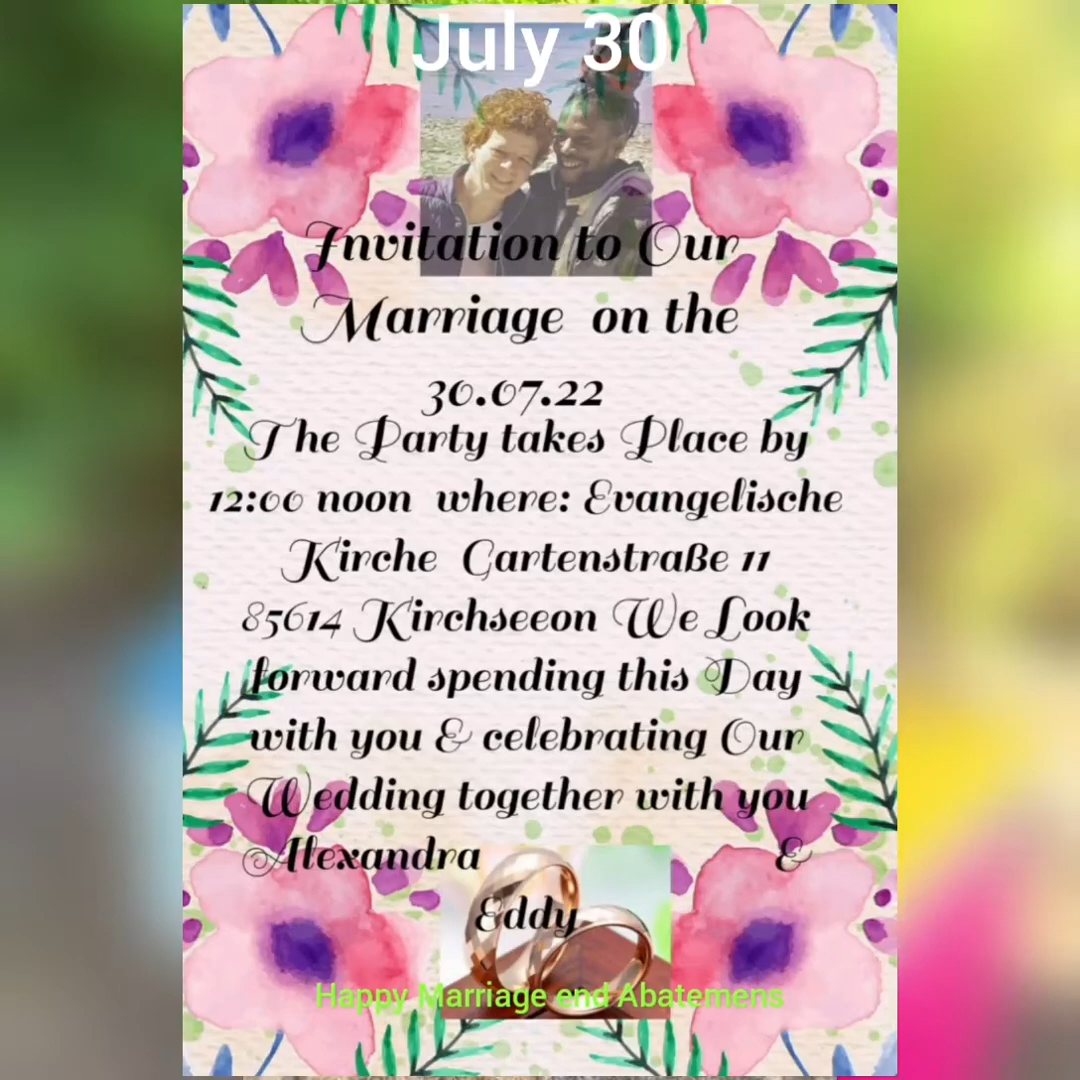 July 30
Invitation to Our
Marriage on the
30.07.22
The Party takes Place by
12:00 noon where: Evangelische
Kirche Gartenstraße 11
85614 Kirchseeon We Look
forward spending this Day
with you & celebrating Our
Wedding together with you
Alexandra &
Eddy
Happy Marriage end Abatemens